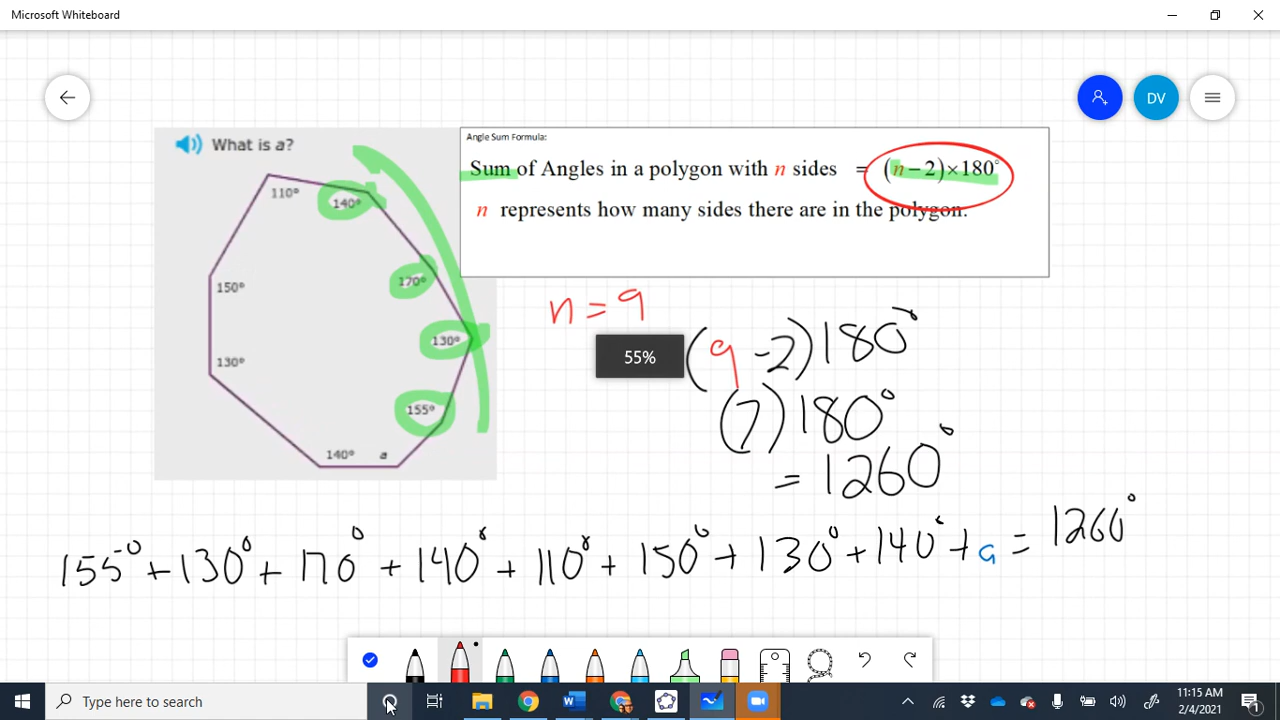 Microsoft Whiteboard
DV
What is a?
110°
140°
170°
150°
130°
130°
155°
140° a
Angle Sum Formula:
Sum of Angles in a polygon with n sides = (n−2)×180°
n represents how many sides there are in the polygon.
n = 9
55%
(9 -2)180°
(7)180°
= 1260°
155° + 130° + 170° + 140° + 110° + 150° + 130° + 140° + a = 1260°
Type here to search
11:15 AM
2/4/2021
1